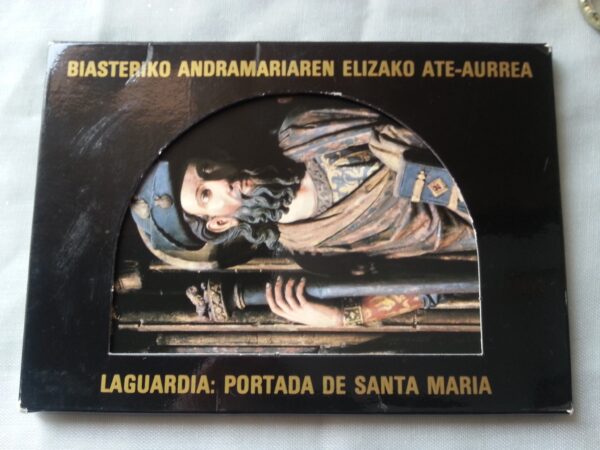 BIASTERIKO ANDRAMARIAREN ELIZAKO ATE-AURREA
LAGUARDIA: PORTADA DE SANTA MARIA